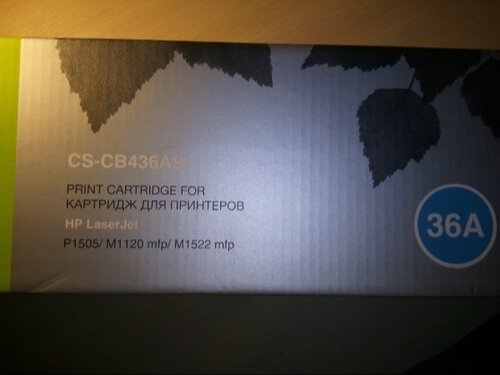 CS-CB436AS
PRINT CARTRIDGE FOR
КАРТРИДЖ ДЛЯ ПРИНТЕРОВ
HP LaserJet
P1505/ M1120 mfp/ M1522 mfp
36A